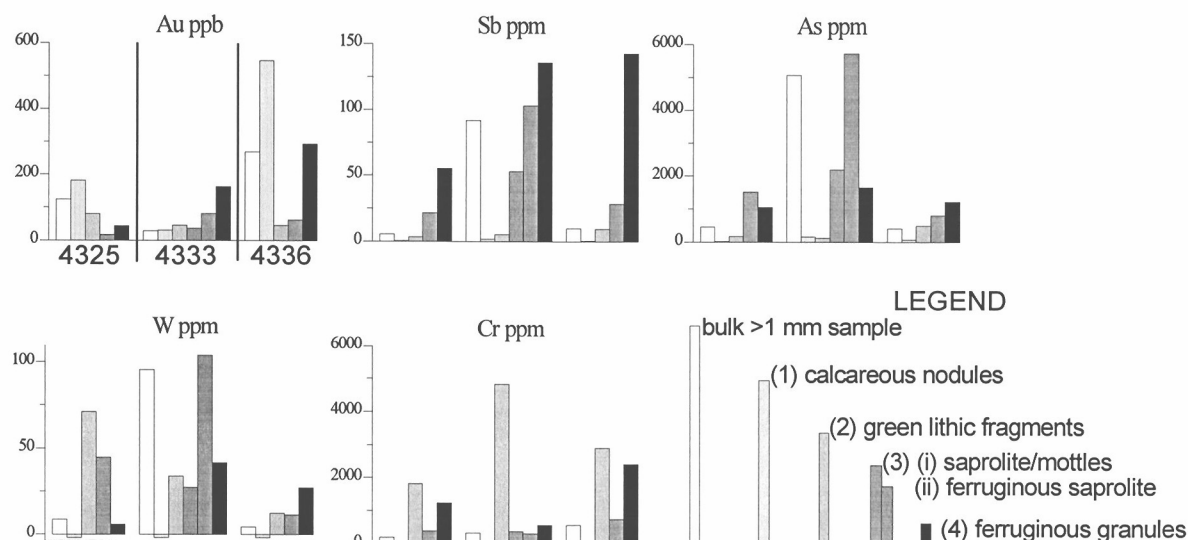 Au ppb
600
400
200
0
4325 4333 4336
Sb ppm
150
100
50
0
As ppm
6000
4000
2000
0
W ppm
100
50
0
Cr ppm
6000
4000
2000
0
LEGEND
bulk >1 mm sample
(1) calcareous nodules
(2) green lithic fragments
(3) (i) saprolite/mottles
(ii) ferruginous saprolite
(4) ferruginous granules